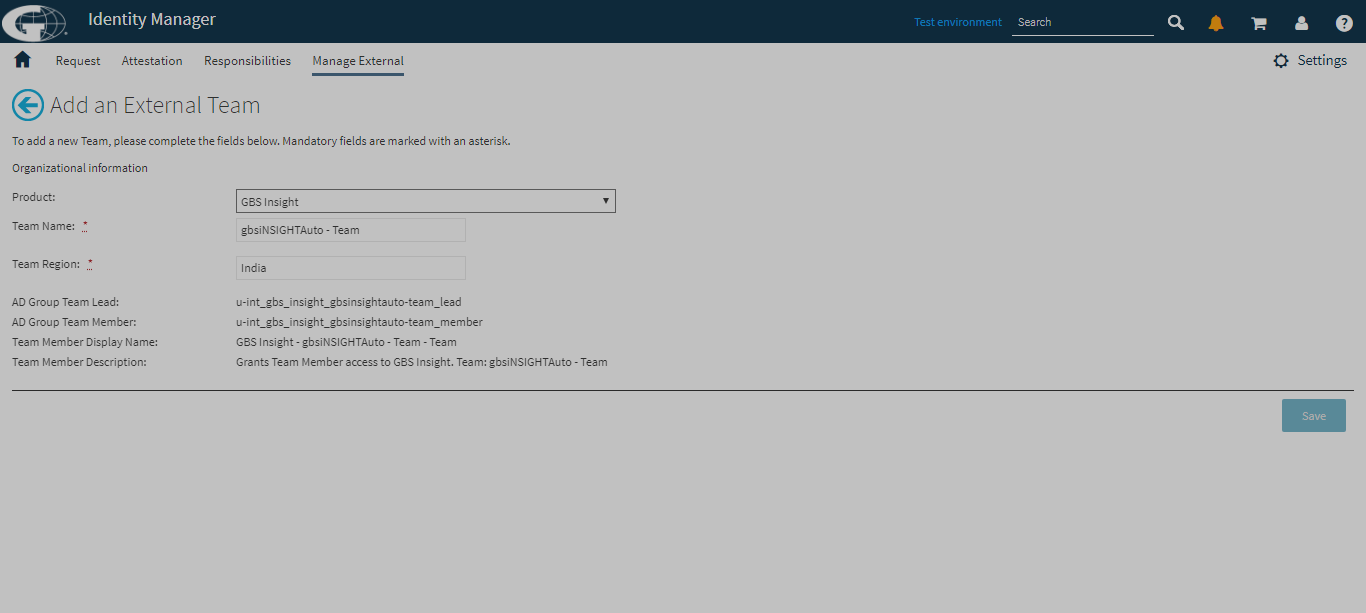 Identity Manager
Test environment Search
Request Attestation Responsibilities Manage External Settings
Add an External Team
To add a new Team, please complete the fields below. Mandatory fields are marked with an asterisk.
Organizational information
Product: GBS Insight
Team Name: * gbsiNSIGHTAuto - Team
Team Region: * India
AD Group Team Lead: u-int_gbs_insight_gbsinsightauto-team_lead
AD Group Team Member: u-int_gbs_insight_gbsinsightauto-team_member
Team Member Display Name: GBS Insight - gbsiNSIGHTAuto - Team - Team
Team Member Description: Grants Team Member access to GBS Insight. Team: gbsiNSIGHTAuto - Team
Save